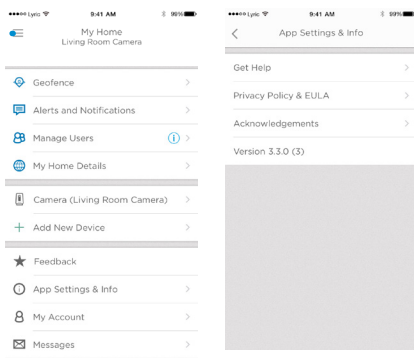 Lyric 9:41 AM 99%
My Home
Living Room Camera
Geofence
Alerts and Notifications
Manage Users
My Home Details
Camera (Living Room Camera)
Add New Device
Feedback
App Settings & Info
My Account
Messages
Lyric 9:41 AM 99%
App Settings & Info
Get Help
Privacy Policy & EULA
Acknowledgements
Version 3.3.0 (3)